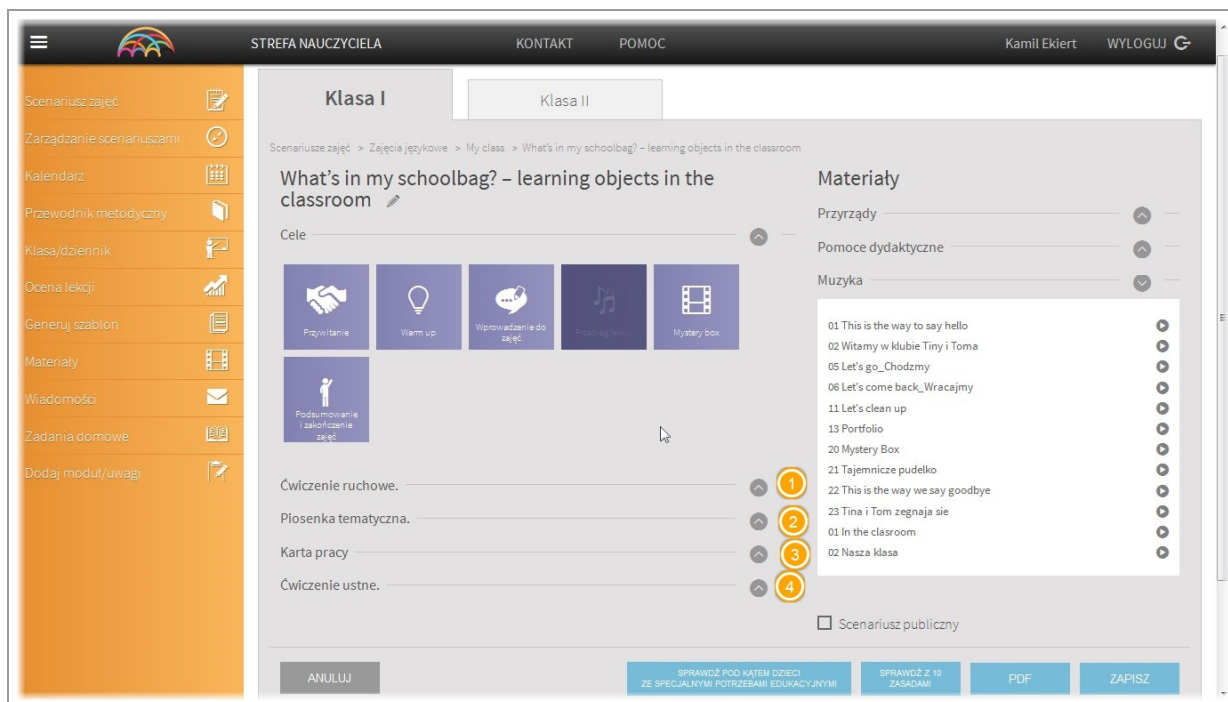 STREFA NAUCZYCIELA
KONTAKT
POMOC
Kamil Ekiert
WYLOGUJ
Scenariusz zajęć
Zarządzanie scenariuszami
Kalendarz
Przewodnik metodyczny
Klasa/dziennik
Ocena lekcji
Generuj szablon
Materiały
Wiadomości
Zadania domowe
Dodaj moduł/uwagi
Klasa I
Klasa II
Scenariusze zajęć > Zajęcia językowe > My class > What's in my schoolbag? – learning objects in the classroom
What's in my schoolbag? – learning objects in the
classroom
Cele
Przywitanie
Warm up
Wprowadzenie do
zajęć
Przebieg lekcji
Mystery box
Podsumowanie
i zakończenie
zajęć
Ćwiczenie ruchowe.
1
Piosenka tematyczna.
2
Karta pracy
3
Ćwiczenie ustne.
4
Materiały
Przyrządy
Pomoce dydaktyczne
Muzyka
01 This is the way to say hello
02 Witamy w klubie Tiny i Toma
05 Let's go_Chodzmy
06 Let's come back_Wracajmy
11 Let's clean up
13 Portfolio
20 Mystery Box
21 Tajemnicze pudelko
22 This is the way we say goodbye
23 Tina i Tom zegnaja sie
01 In the clasroom
02 Nasza klasa
Scenariusz publiczny
ANULUJ
SPRAWDŹ POD KĄTEM DZIECI
ZE SPECJALNYMI POTRZEBAMI EDUKACYJNYMI
SPRAWDŹ Z 10
ZASADAMI
PDF
ZAPISZ